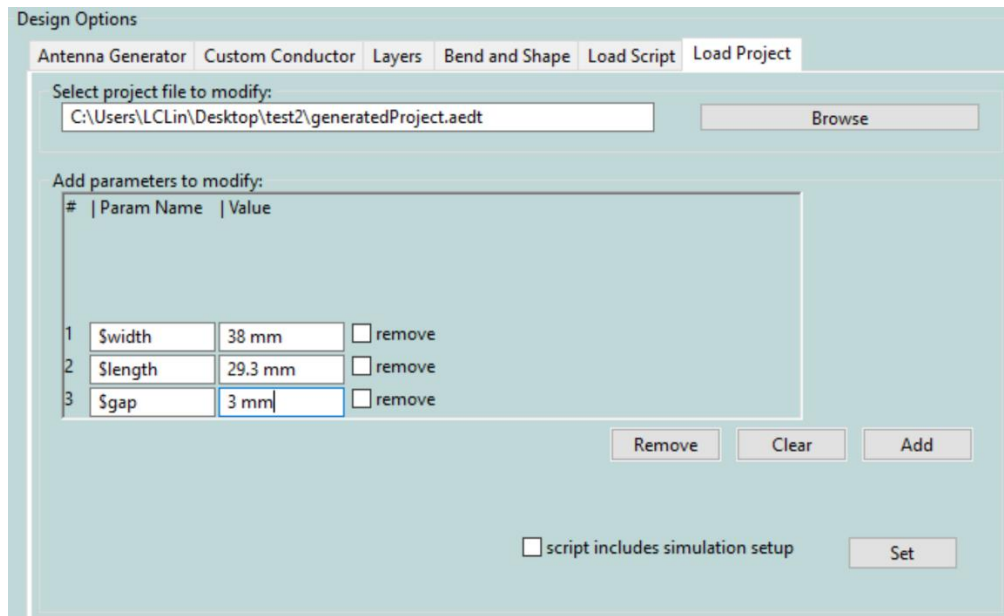 Design Options
Antenna Generator Custom Conductor Layers Bend and Shape Load Script Load Project
Select project file to modify:
C:\Users\LCLin\Desktop\test2\generatedProject.aedt Browse
Add parameters to modify:
# | Param Name | Value
1 $width 38 mm remove
2 $length 29.3 mm remove
3 $gap 3 mm remove
Remove Clear Add
script includes simulation setup Set